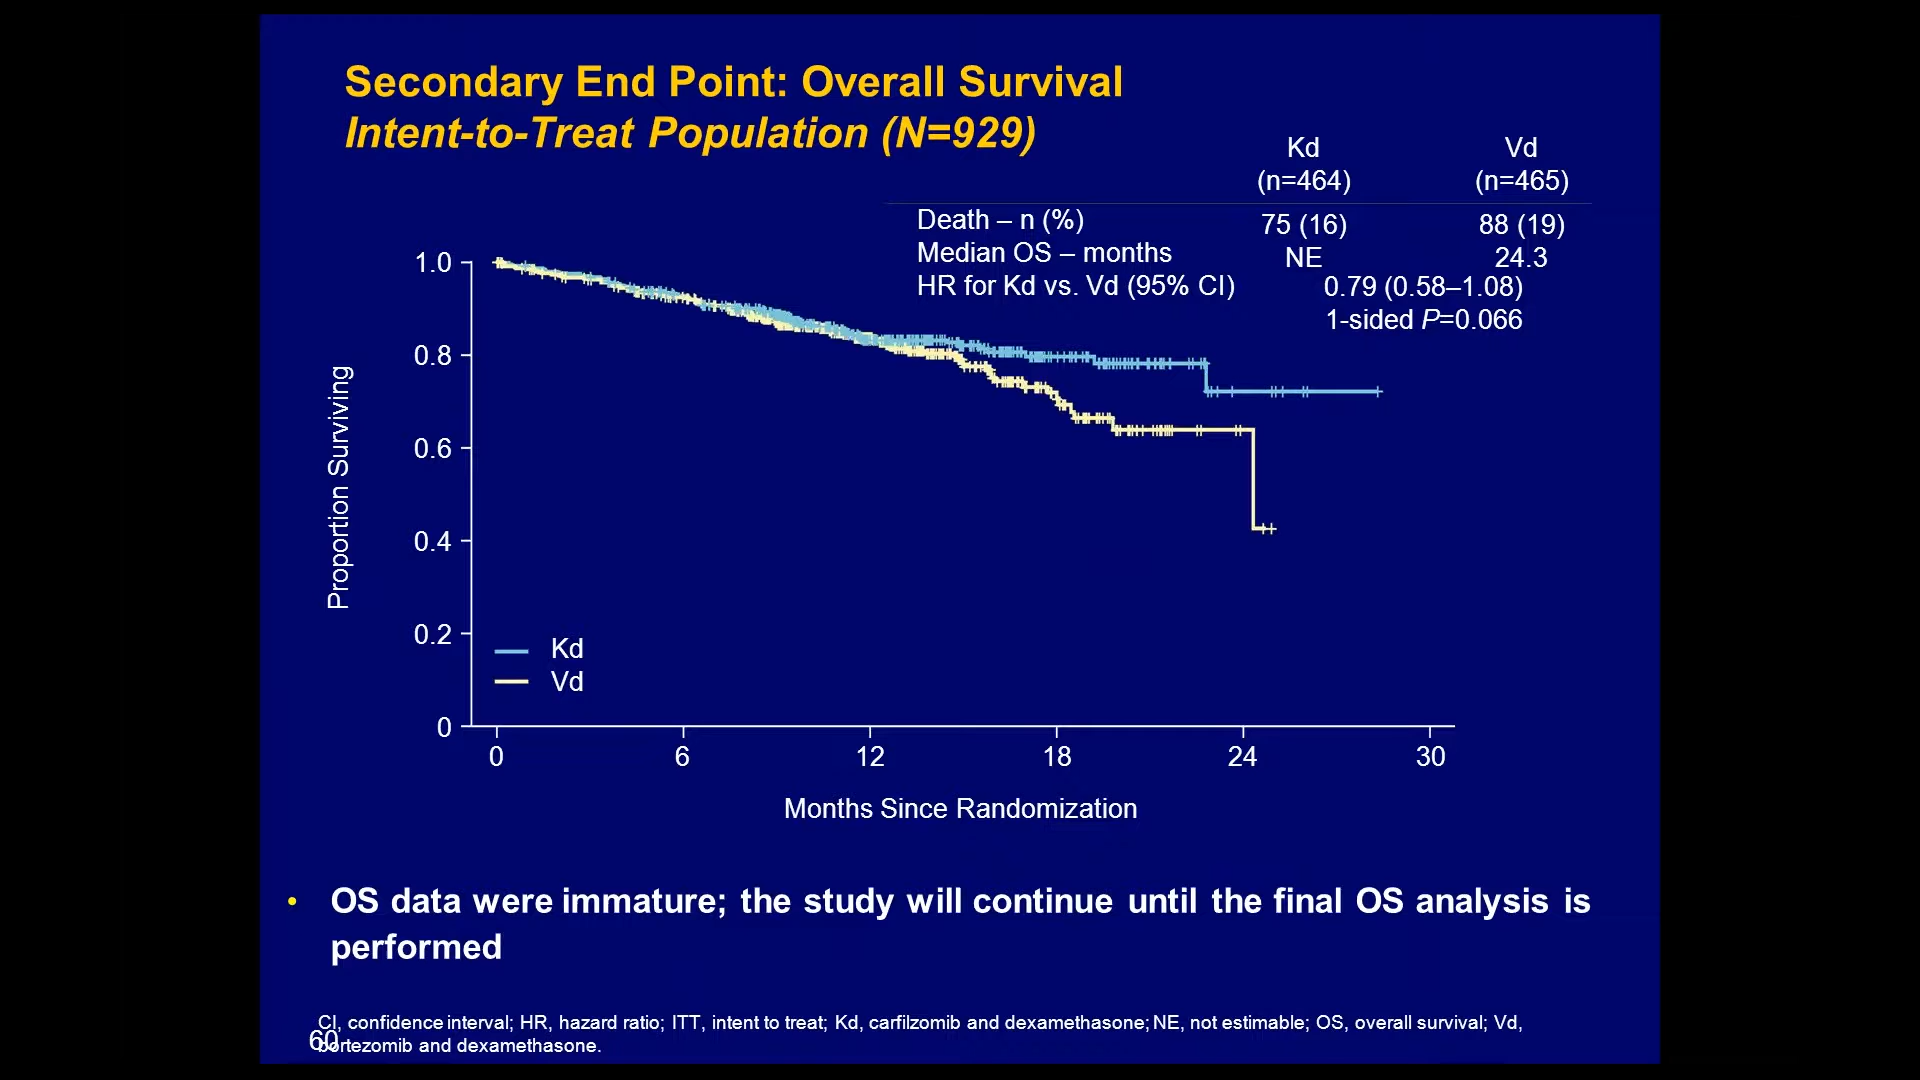 Secondary End Point: Overall Survival
Intent-to-Treat Population (N=929)
Kd Vd
(n=464) (n=465)
Death – n (%) 75 (16) 88 (19)
Median OS – months NE 24.3
HR for Kd vs. Vd (95% CI) 0.79 (0.58–1.08)
1-sided P=0.066
Proportion Surviving
1.0
0.8
0.6
0.4
0.2
0
Kd
Vd
0 6 12 18 24 30
Months Since Randomization
• OS data were immature; the study will continue until the final OS analysis is
performed
CI, confidence interval; HR, hazard ratio; ITT, intent to treat; Kd, carfilzomib and dexamethasone; NE, not estimable; OS, overall survival; Vd,
bortezomib and dexamethasone.
60